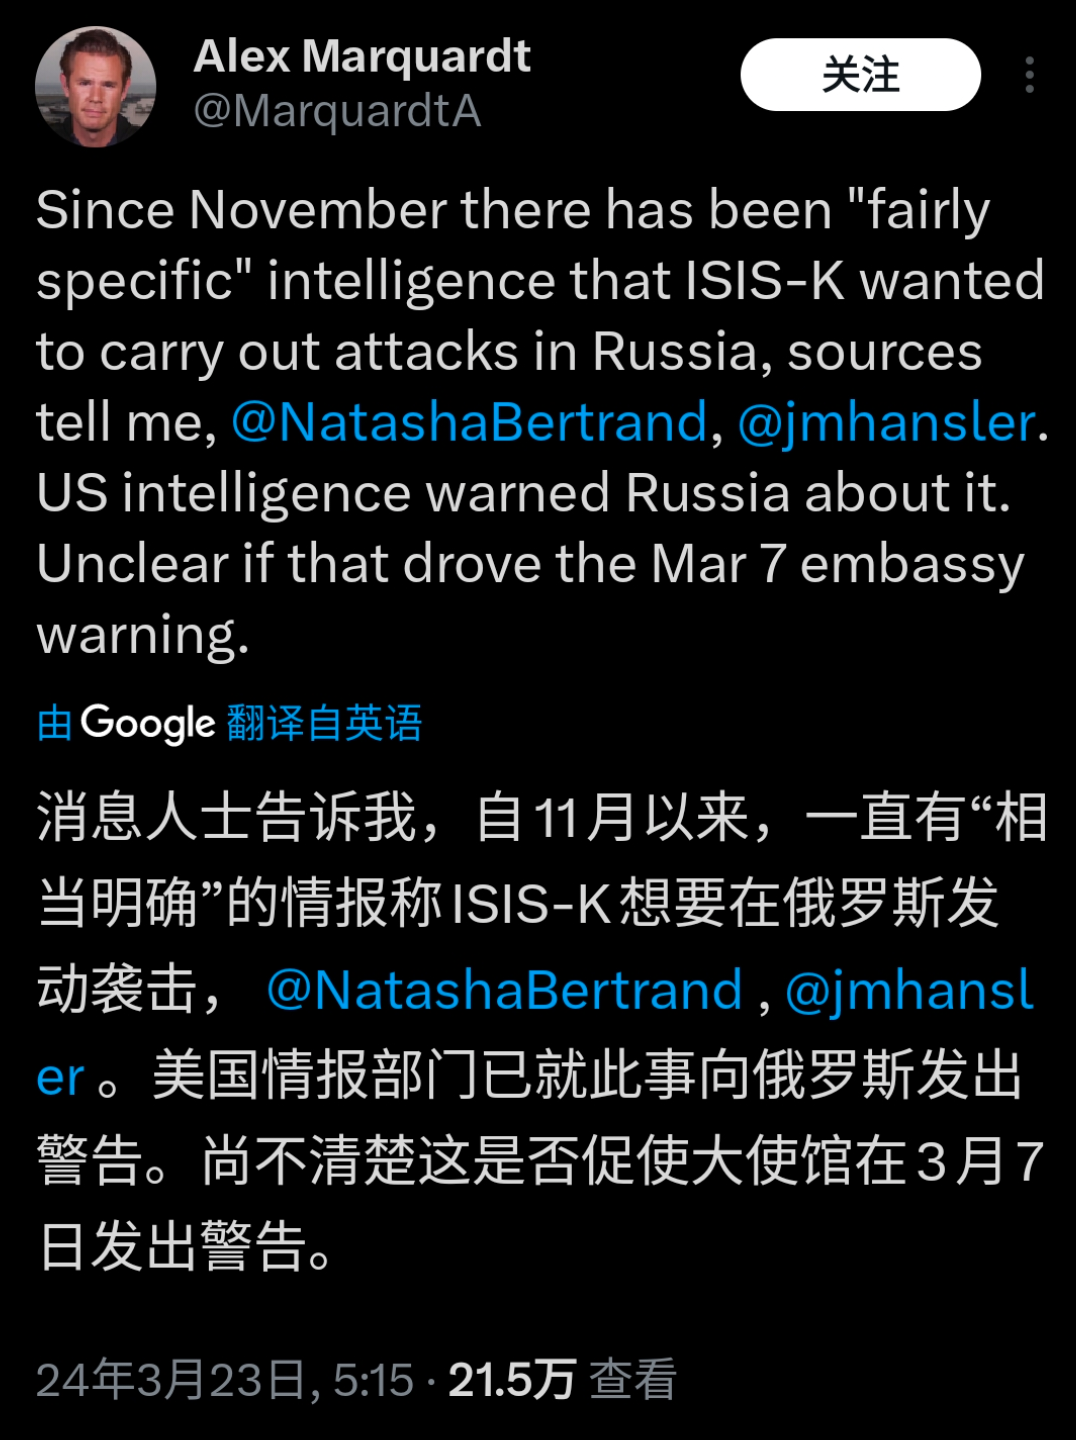 Alex Marquardt
@MarquardtA
关注
Since November there has been "fairly
specific" intelligence that ISIS-K wanted
to carry out attacks in Russia, sources
tell me, @NatashaBertrand, @jmhansler.
US intelligence warned Russia about it.
Unclear if that drove the Mar 7 embassy
warning.
由 Google 翻译自英语
消息人士告诉我，自11月以来，一直有“相
当明确”的情报称ISIS-K想要在俄罗斯发
动袭击， @NatashaBertrand , @jmhansl
er 。美国情报部门已就此事向俄罗斯发出
警告。尚不清楚这是否促使大使馆在3月7
日发出警告。
24年3月23日, 5:15 · 21.5万 查看